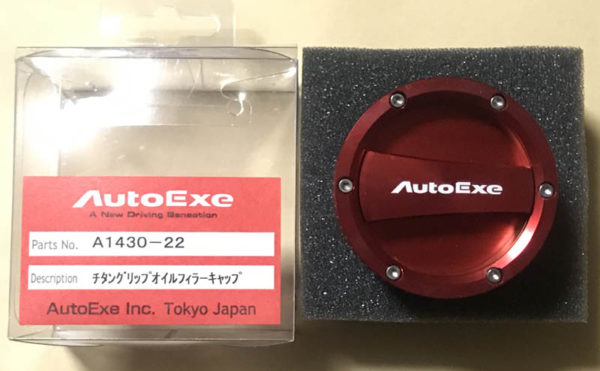 AutoExe
A New Driving Sensation
Parts No. A1430-22
Description ﾁﾀﾝｸﾞﾘｯﾌﾟｵｲﾙﾌｨﾗｰｷｬｯﾌﾟ
AutoExe Inc. Tokyo Japan
AutoExe